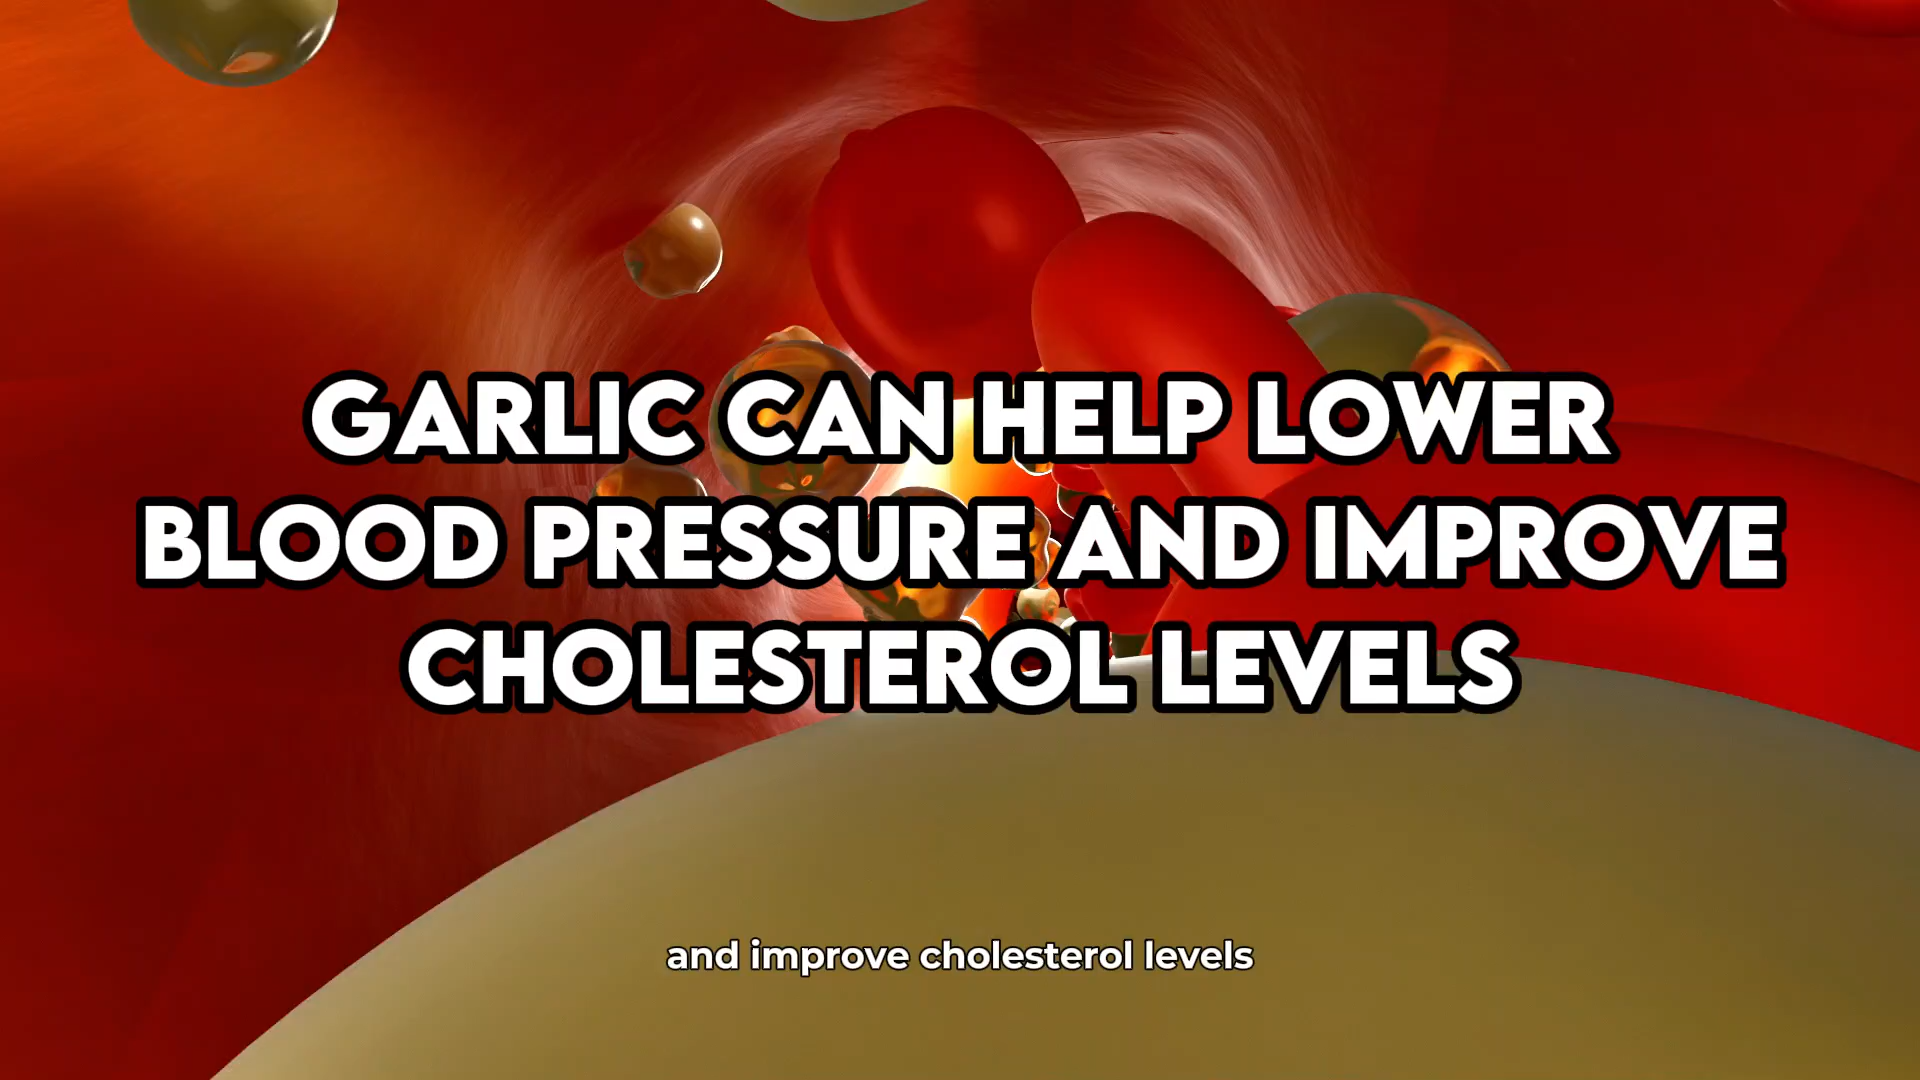 GARLIC CAN HELP LOWER
BLOOD PRESSURE AND IMPROVE
CHOLESTEROL LEVELS
and improve cholesterol levels